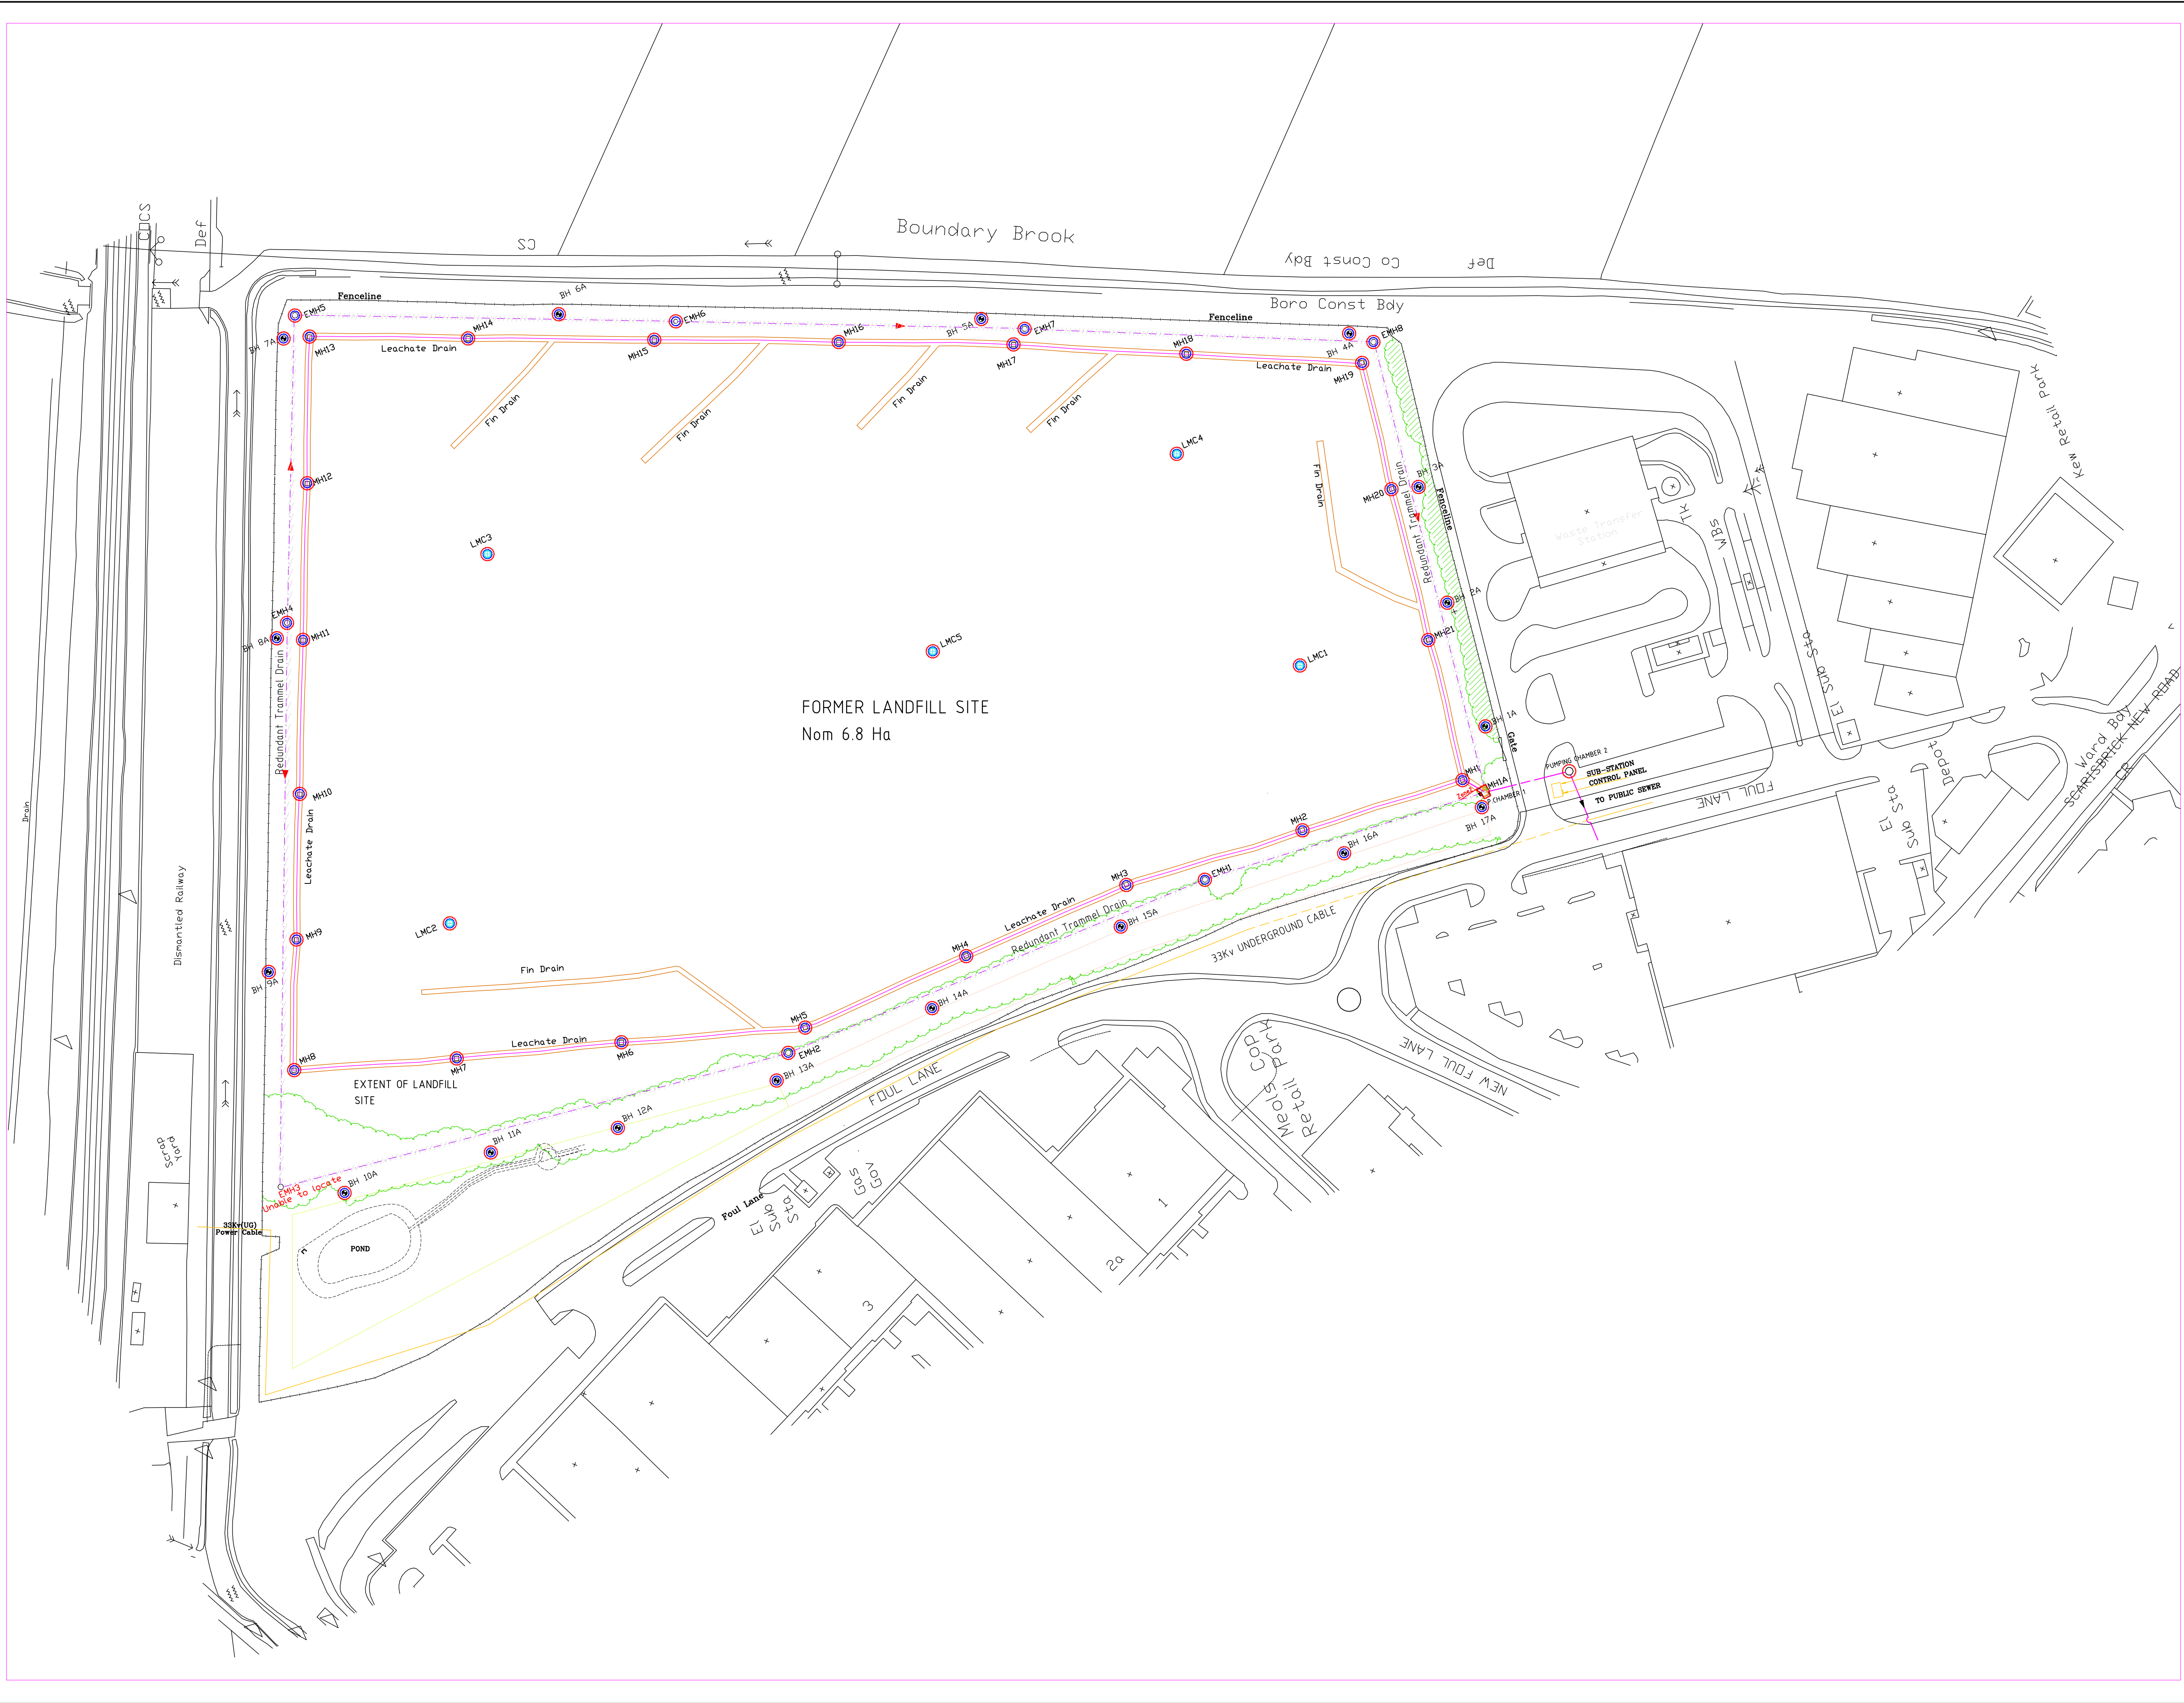 CDCS
Def
CS
Boundary Brook
Co Const Bdy
Def
Boro Const Bdy
Fenceline
Fenceline
EMH5
BH 6A
EMH6
BH 5A
EMH7
BH 4A
EMH8
BH 7A
MH13
MH14
Leachate Drain
MH15
MH16
MH17
MH18
Leachate Drain
MH19
Fin Drain
Fin Drain
Fin Drain
Fin Drain
Fin Drain
LMC4
MH12
LMC3
MH20
Redundant Trammel Drain
BH 3A
Fenceline
Waste Transfer
Station
Tk
WBs
Kew Retail Park
EMH4
BH 8A
MH11
Redundant Trammel Drain
LMC5
LMC1
BH 2A
MH21
El Sub Sta
FORMER LANDFILL SITE
Nom 6.8 Ha
BH 1A
Gate
MH10
Leachate Drain
MH1
MH1A
CHAMBER 1
BH 17A
PUMPING CHAMBER 2
SUB-STATION
CONTROL PANEL
TO PUBLIC SEWER
FOUL LANE
Depot
El
Sub Sta
Ward Bdy
SCARISBRICK NEW ROAD
CR
Drain
Dismantled Railway
MH2
BH 16A
MH3
EMH1
Leachate Drain
Redundant Trammel Drain
BH 15A
33Kv UNDERGROUND CABLE
LMC2
MH9
BH 9A
MH4
BH 14A
Fin Drain
MH5
EMH2
MH8
MH7
Leachate Drain
MH6
BH 13A
EXTENT OF LANDFILL
SITE
BH 12A
BH 11A
BH 10A
FOUL LANE
Meols Cop
Retail Park
NEW FOUL LANE
Scrap
Yard
EMH3
Unable to locate
33Kv(UG)
Power Cable
POND
Foul Lane
El
Sub
Sta
Gas
Gov
1
2a
3